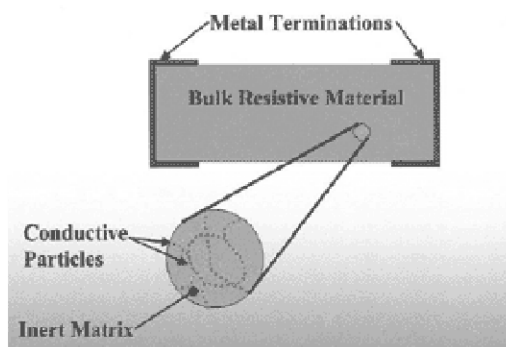 Metal Terminations
Bulk Resistive Material
Conductive
Particles
Inert Matrix